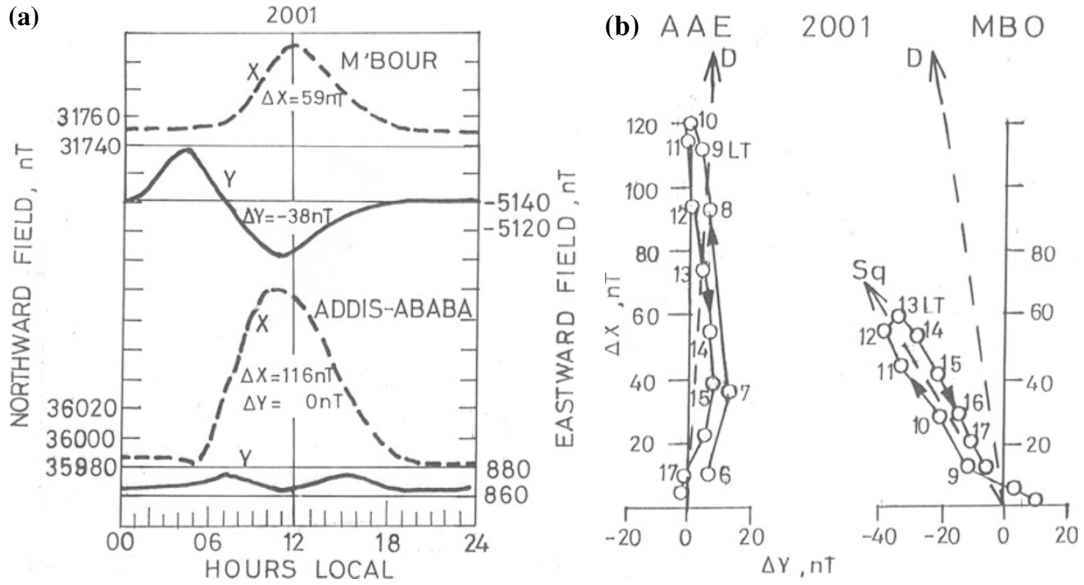 (a)
2001
M'BOUR
X
ΔX=59nT
31760
31740
Y
ΔY=-38nT
-5140
-5120
ADDIS-ABABA
X
ΔX=116nT
ΔY= 0nT
36020
36000
35980
Y
880
860
00 06 12 18 24
HOURS LOCAL
NORTHWARD FIELD, nT
EASTWARD FIELD, nT
(b)
AAE 2001 MBO
D
D
120
100
80
60
40
20
ΔX, nT
10
11
9 LT
12
8
13
14
15
7
17
6
-20 0 20
Sq
13 LT
12
14
11
15
10
16
17
9
80
60
40
20
-40 -20 0 20
ΔY, nT